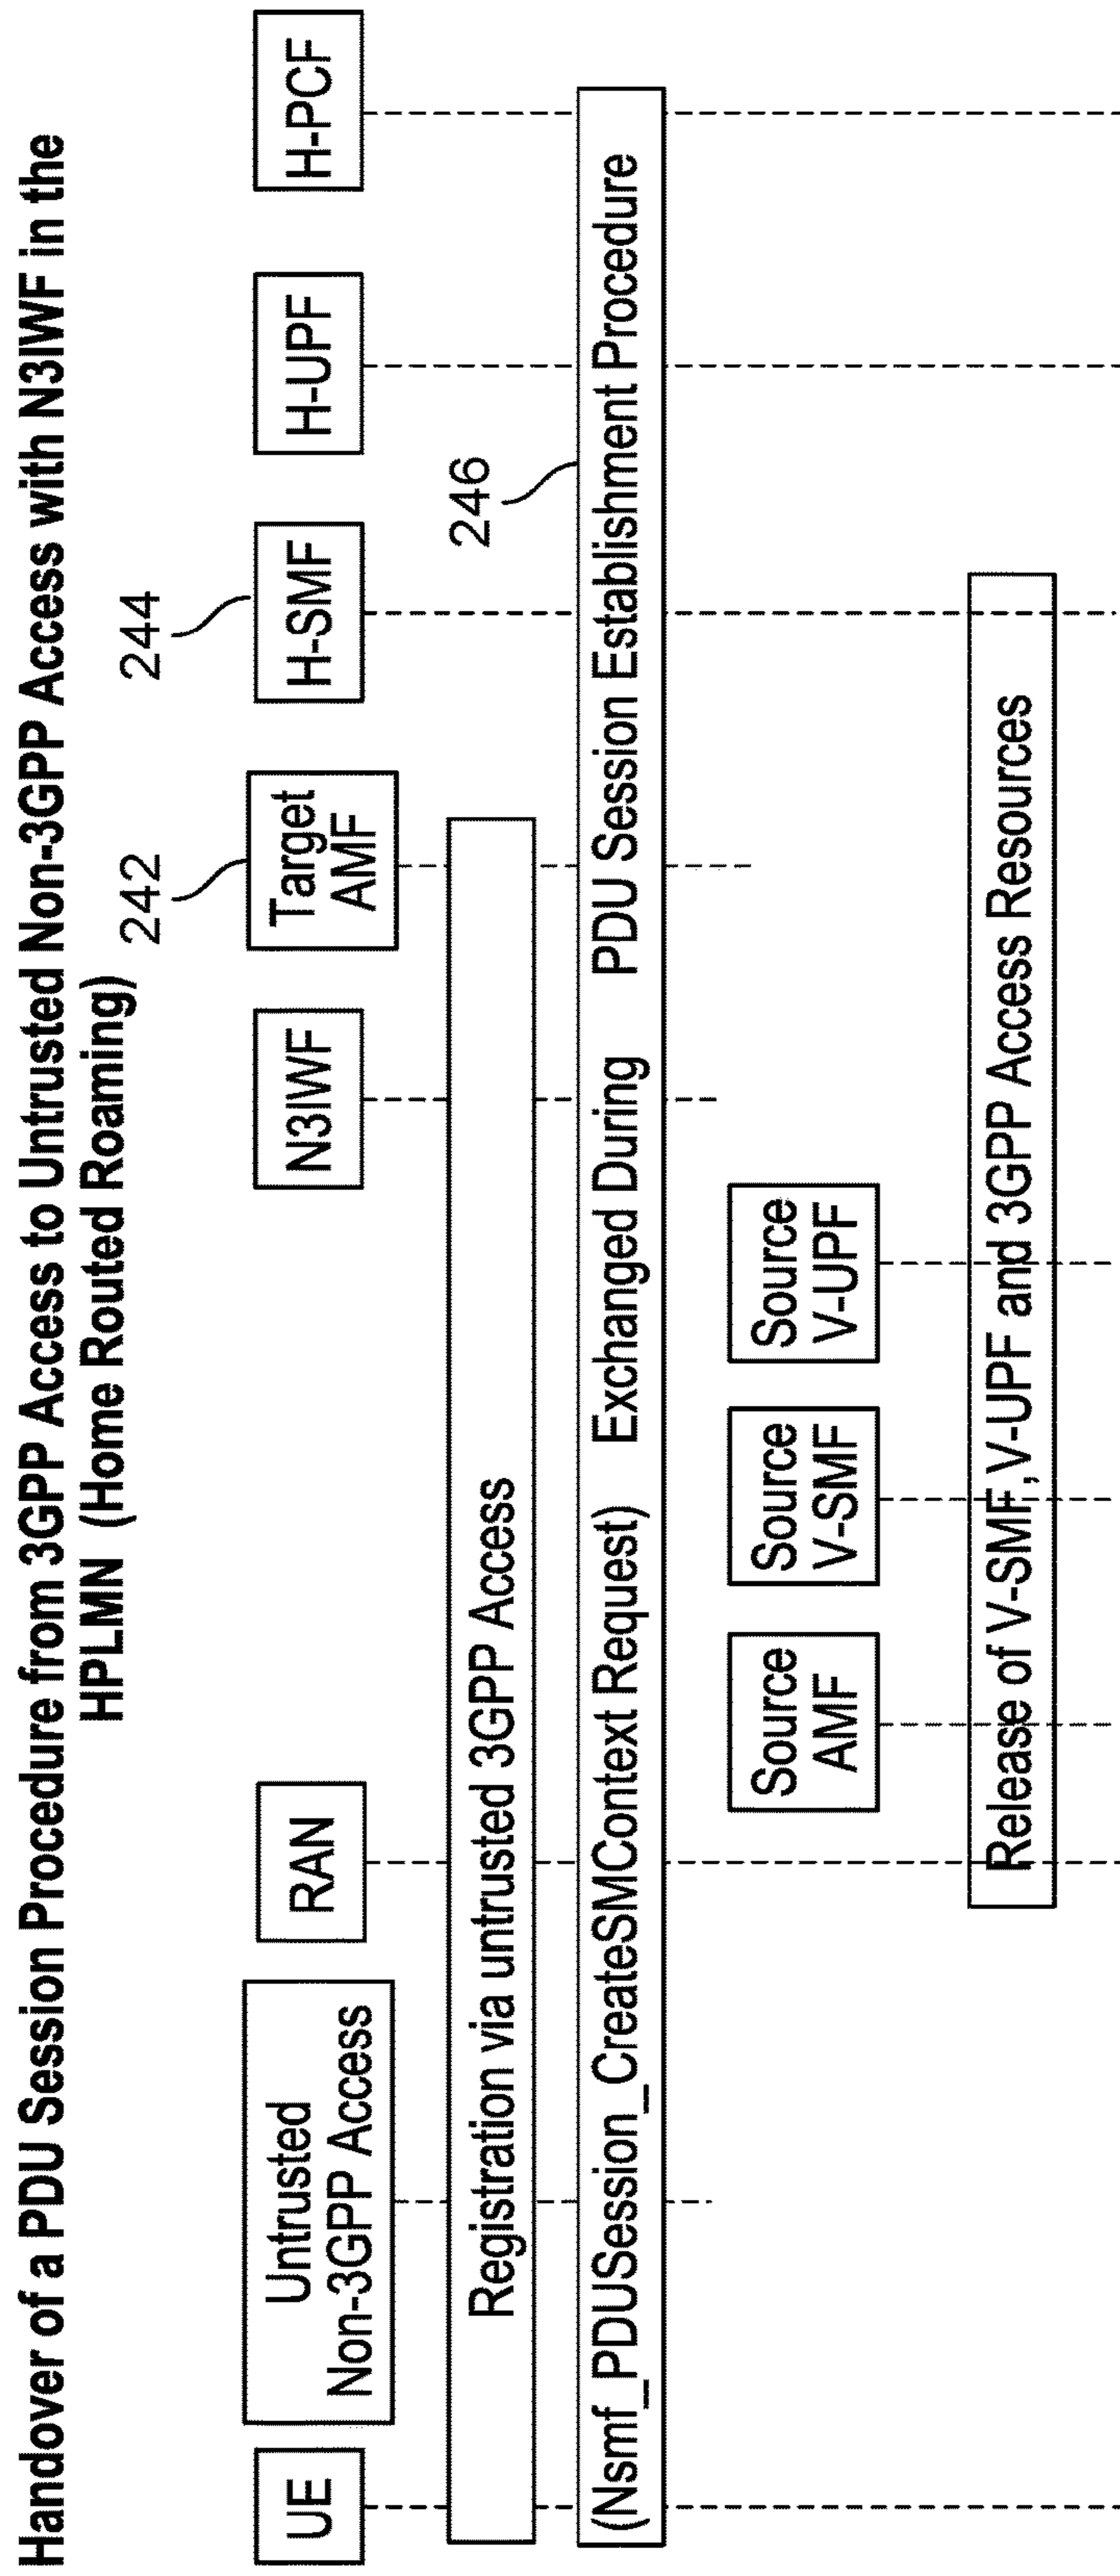 Handover of a PDU Session Procedure from 3GPP Access to Untrusted Non-3GPP Access with N3IWF in the
HPLMN (Home Routed Roaming)
242
244
UE
Untrusted
Non-3GPP Access
RAN
N3IWF
Target
AMF
H-SMF
H-UPF
H-PCF
Registration via untrusted 3GPP Access
246
(Nsmf_PDUSession_CreateSMContext Request) Exchanged During PDU Session Establishment Procedure
Source
AMF
Source
V-SMF
Source
V-UPF
Release of V-SMF,V-UPF and 3GPP Access Resources